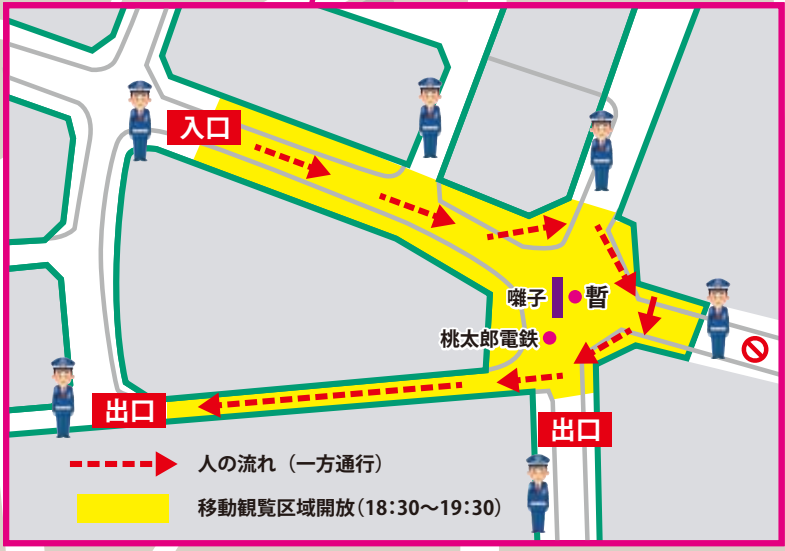 入口
囃子
暫
桃太郎電鉄
出口
出口
人の流れ（一方通行）
移動観覧区域開放（18：30〜19：30）